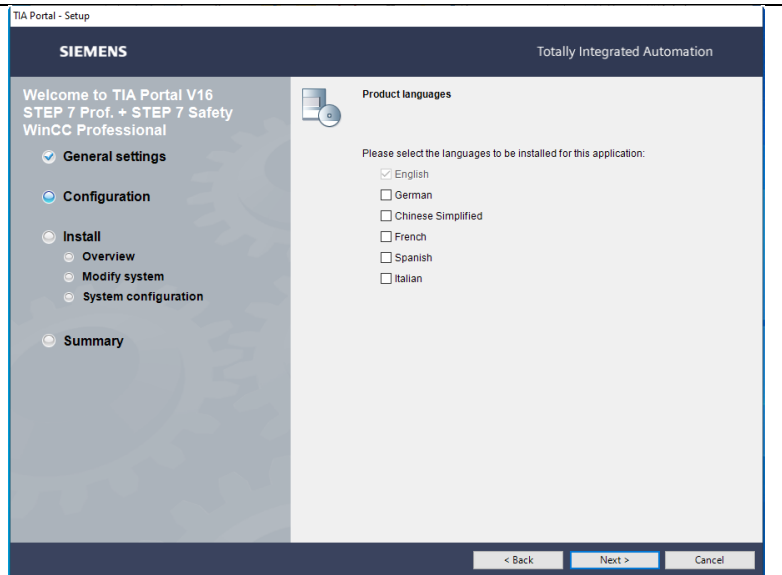 TIA Portal - Setup
SIEMENS
Totally Integrated Automation
Welcome to TIA Portal V16
STEP 7 Prof. + STEP 7 Safety
WinCC Professional
General settings
Configuration
Install
Overview
Modify system
System configuration
Summary
Product languages
Please select the languages to be installed for this application:
English
German
Chinese Simplified
French
Spanish
Italian
< Back
Next >
Cancel